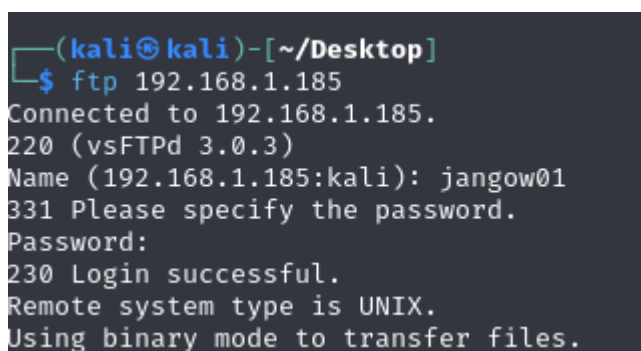 ┌──(kali㉿kali)-[~/Desktop]
└─$ ftp 192.168.1.185
Connected to 192.168.1.185.
220 (vsFTPd 3.0.3)
Name (192.168.1.185:kali): jangow01
331 Please specify the password.
Password:
230 Login successful.
Remote system type is UNIX.
Using binary mode to transfer files.